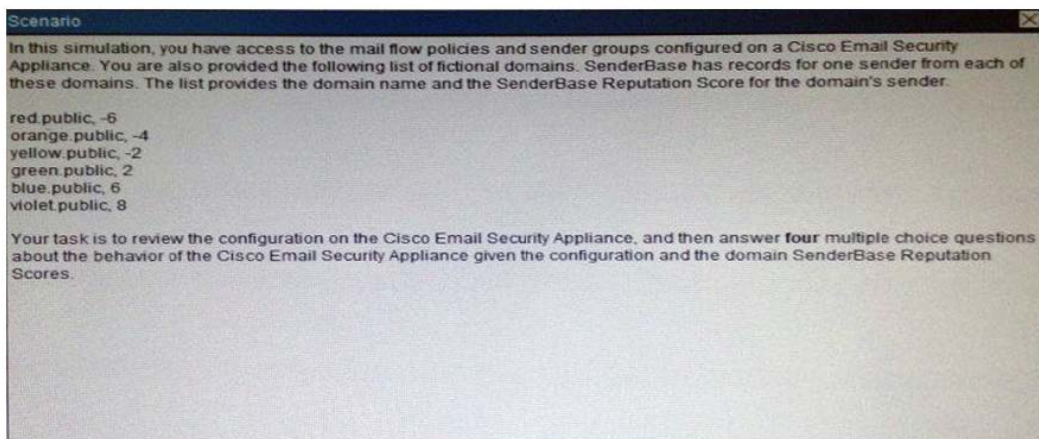 Scenario
In this simulation, you have access to the mail flow policies and sender groups configured on a Cisco Email Security
Appliance. You are also provided the following list of fictional domains. SenderBase has records for one sender from each of
these domains. The list provides the domain name and the SenderBase Reputation Score for the domain's sender.
red.public, -6
orange.public, -4
yellow.public, -2
green.public, 2
blue.public, 6
violet.public, 8
Your task is to review the configuration on the Cisco Email Security Appliance, and then answer four multiple choice questions
about the behavior of the Cisco Email Security Appliance given the configuration and the domain SenderBase Reputation
Scores.